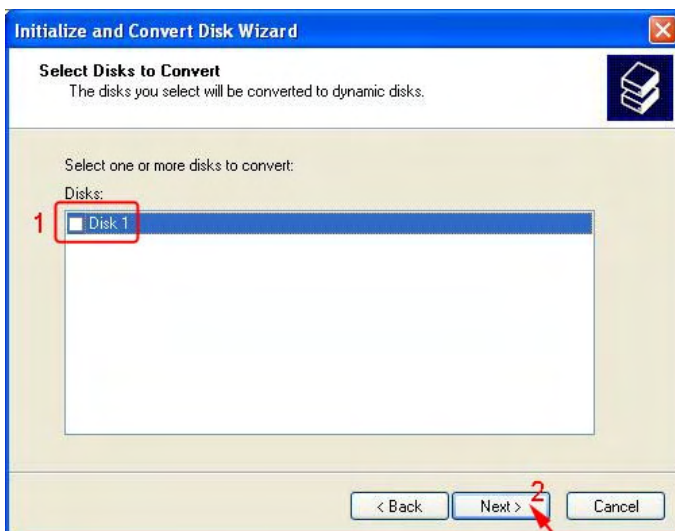 Initialize and Convert Disk Wizard
Select Disks to Convert
The disks you select will be converted to dynamic disks.
Select one or more disks to convert:
Disks:
1
Disk 1
2
< Back
Next >
Cancel